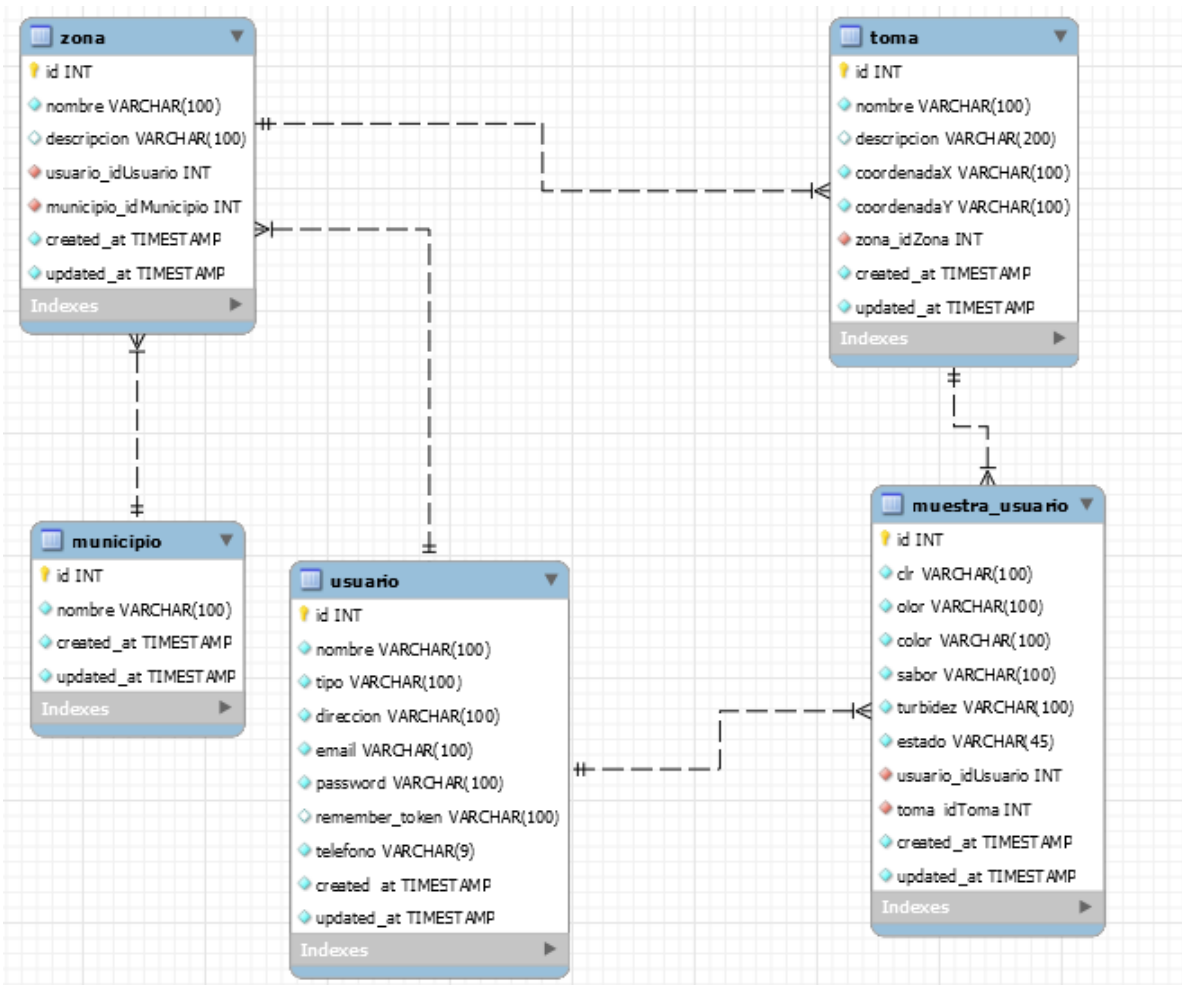 zona
id INT
nombre VARCHAR(100)
descripcion VARCHAR(100)
usuario_idUsuario INT
municipio_idMunicipio INT
created_at TIMESTAMP
updated_at TIMESTAMP
Indexes
toma
id INT
nombre VARCHAR(100)
descripcion VARCHAR(200)
coordenadaX VARCHAR(100)
coordenadaY VARCHAR(100)
zona_idZona INT
created_at TIMESTAMP
updated_at TIMESTAMP
Indexes
municipio
id INT
nombre VARCHAR(100)
created_at TIMESTAMP
updated_at TIMESTAMP
Indexes
usuario
id INT
nombre VARCHAR(100)
tipo VARCHAR(100)
direccion VARCHAR(100)
email VARCHAR(100)
password VARCHAR(100)
remember_token VARCHAR(100)
telefono VARCHAR(9)
created_at TIMESTAMP
updated_at TIMESTAMP
Indexes
muestra_usuario
id INT
clr VARCHAR(100)
olor VARCHAR(100)
color VARCHAR(100)
sabor VARCHAR(100)
turbidez VARCHAR(100)
estado VARCHAR(45)
usuario_idUsuario INT
toma_idToma INT
created_at TIMESTAMP
updated_at TIMESTAMP
Indexes